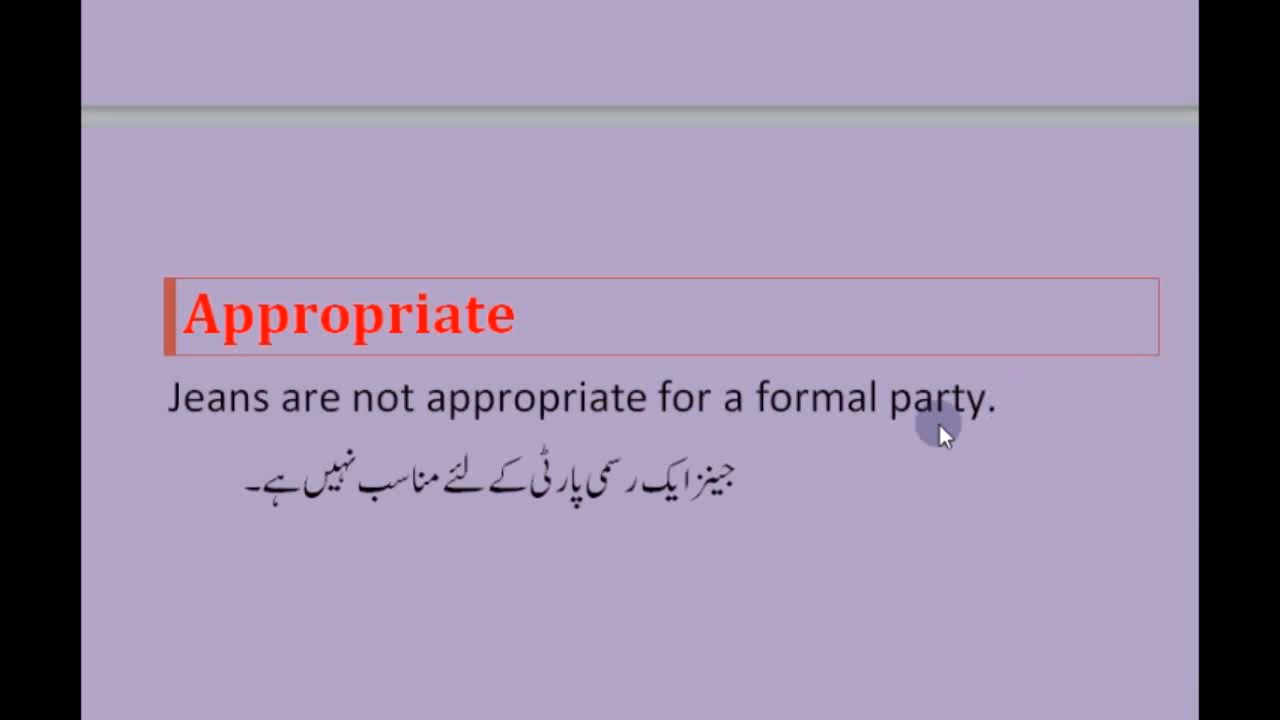 Appropriate
Jeans are not appropriate for a formal party.
جینز ایک رسمی پارٹی کے لئے مناسب نہیں ہے۔